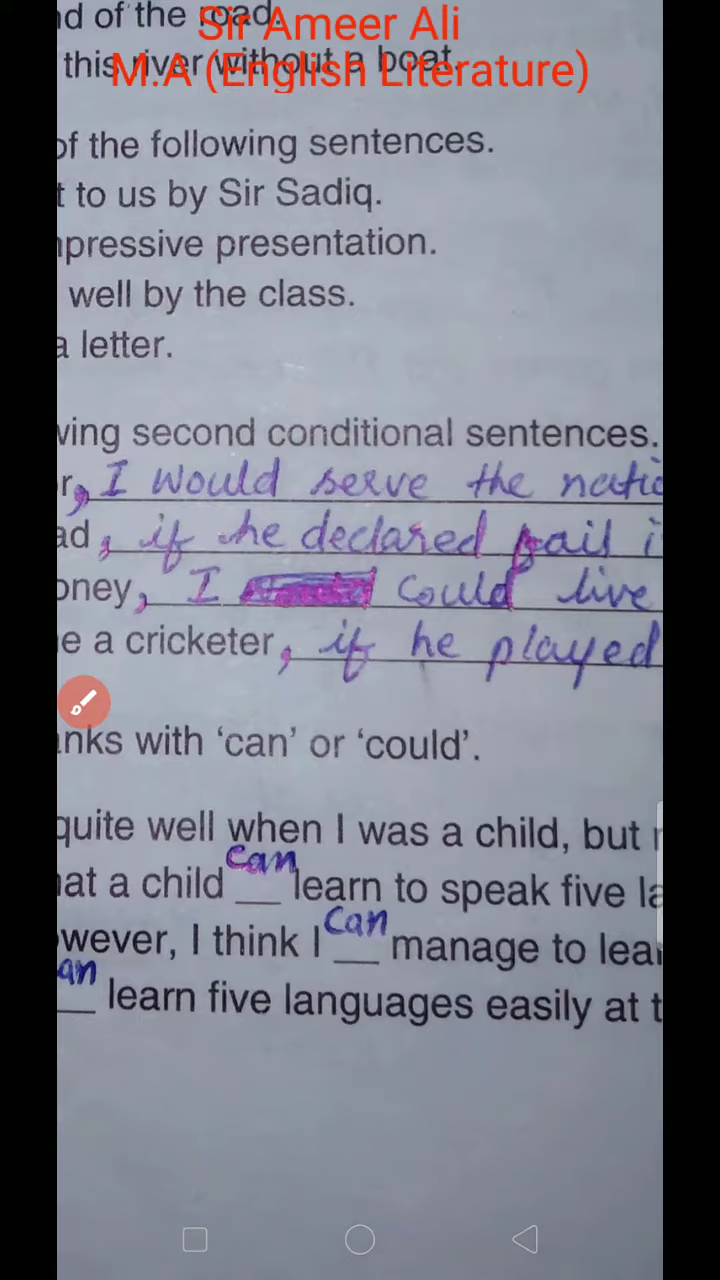 nd of the road.
Sir Ameer Ali
this river without a boat.
M.A (English Literature)
of the following sentences.
t to us by Sir Sadiq.
npressive presentation.
well by the class.
a letter.
ving second conditional sentences.
r, I would serve the natio
ad, if he declared fail i
oney, I could live
e a cricketer, if he played
nks with ‘can’ or ‘could’.
quite well when I was a child, but
at a child can learn to speak five la
wever, I think I can manage to lear
an learn five languages easily at t